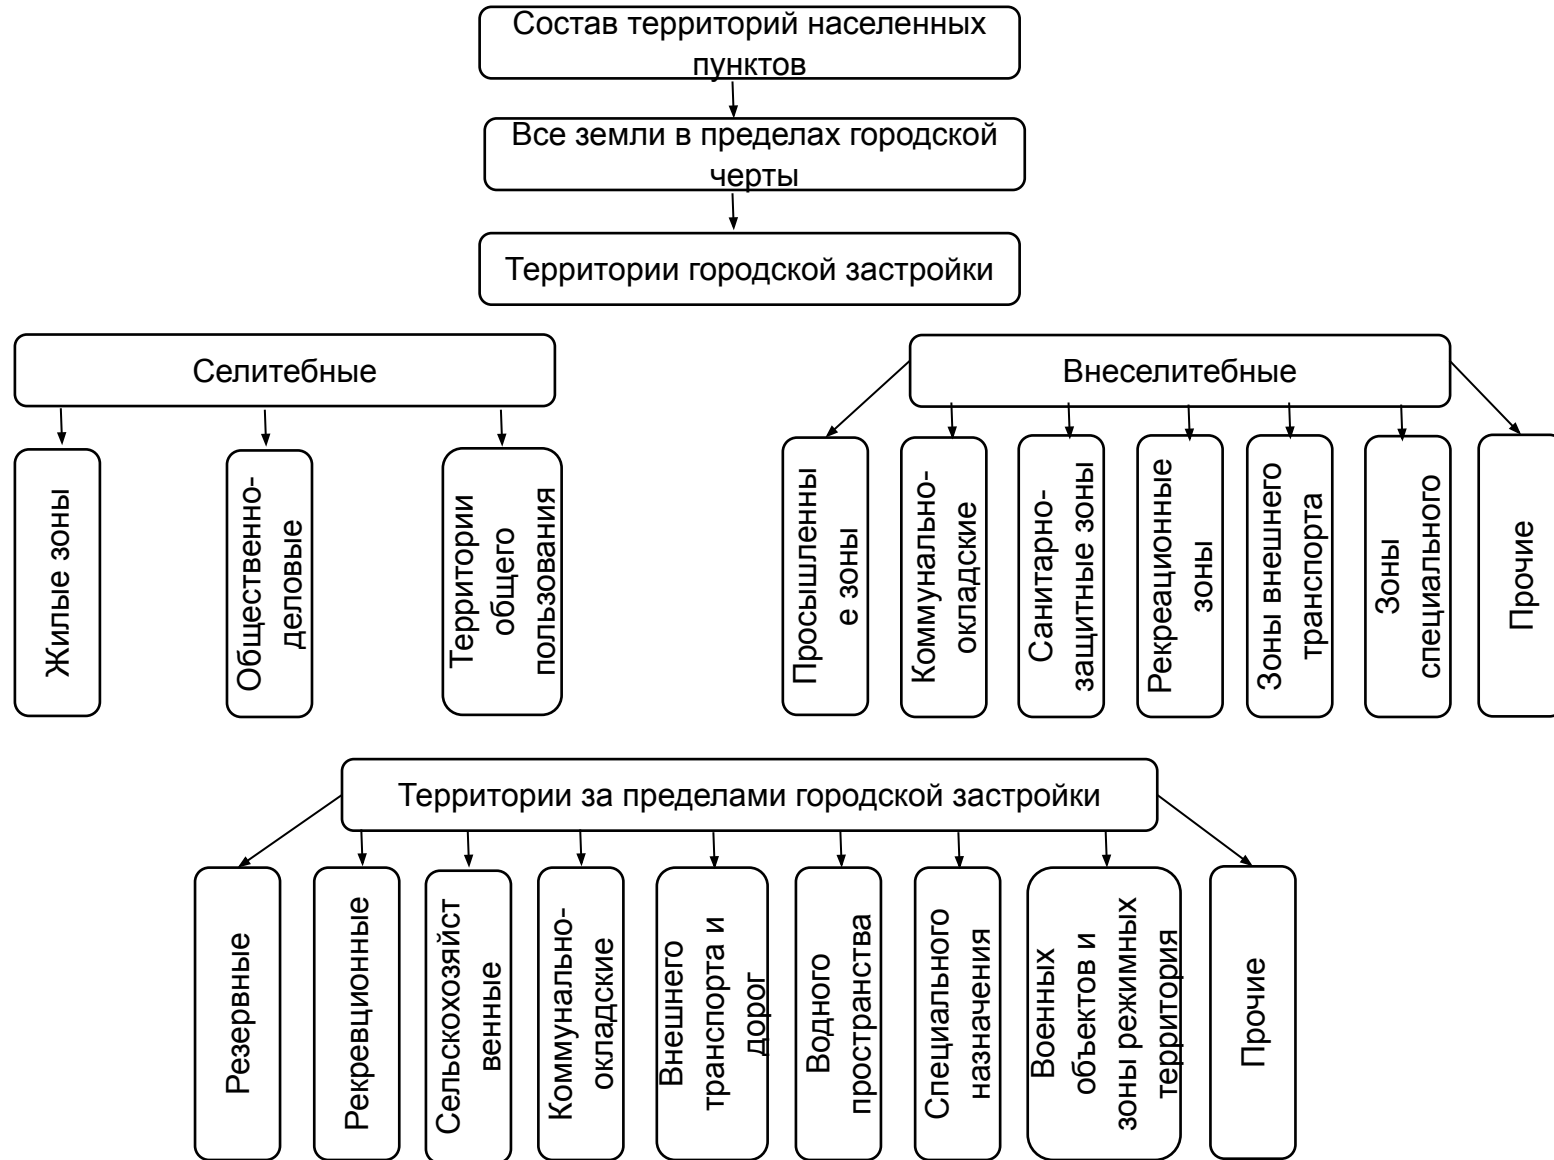 Состав территорий населенных
пунктов
Все земли в пределах городской
черты
Территории городской застройки
Селитебные
Внеселитебные
Жилые зоны
Общественно-
деловые
Территории
общего
пользования
Просышленны
е зоны
Коммунально-
окладские
Санитарно-
защитные зоны
Рекреационные
зоны
Зоны внешнего
транспорта
Зоны
специального
Прочие
Территории за пределами городской застройки
Резервные
Рекревционные
Сельскохозяйст
венные
Коммунально-
окладские
Внешнего
транспорта и
дорог
Водного
пространства
Специального
назначения
Военных
объектов и
зоны режимных
территория
Прочие